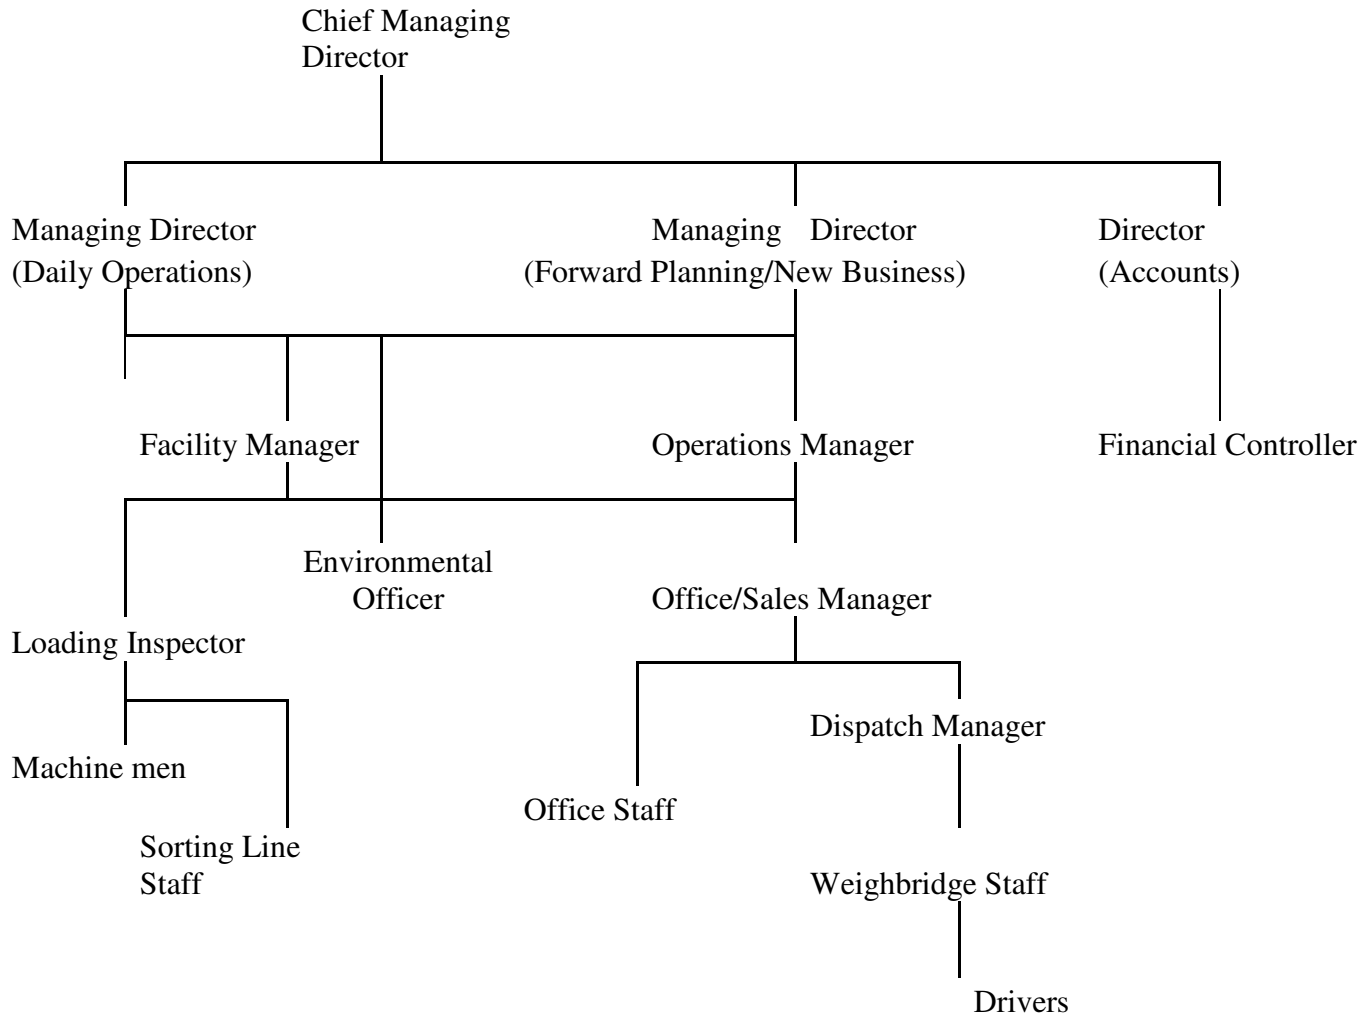 Chief Managing
Director
Managing Director
(Daily Operations)
Managing Director
(Forward Planning/New Business)
Director
(Accounts)
Facility Manager
Operations Manager
Financial Controller
Environmental
Officer
Office/Sales Manager
Loading Inspector
Dispatch Manager
Machine men
Office Staff
Sorting Line
Staff
Weighbridge Staff
Drivers